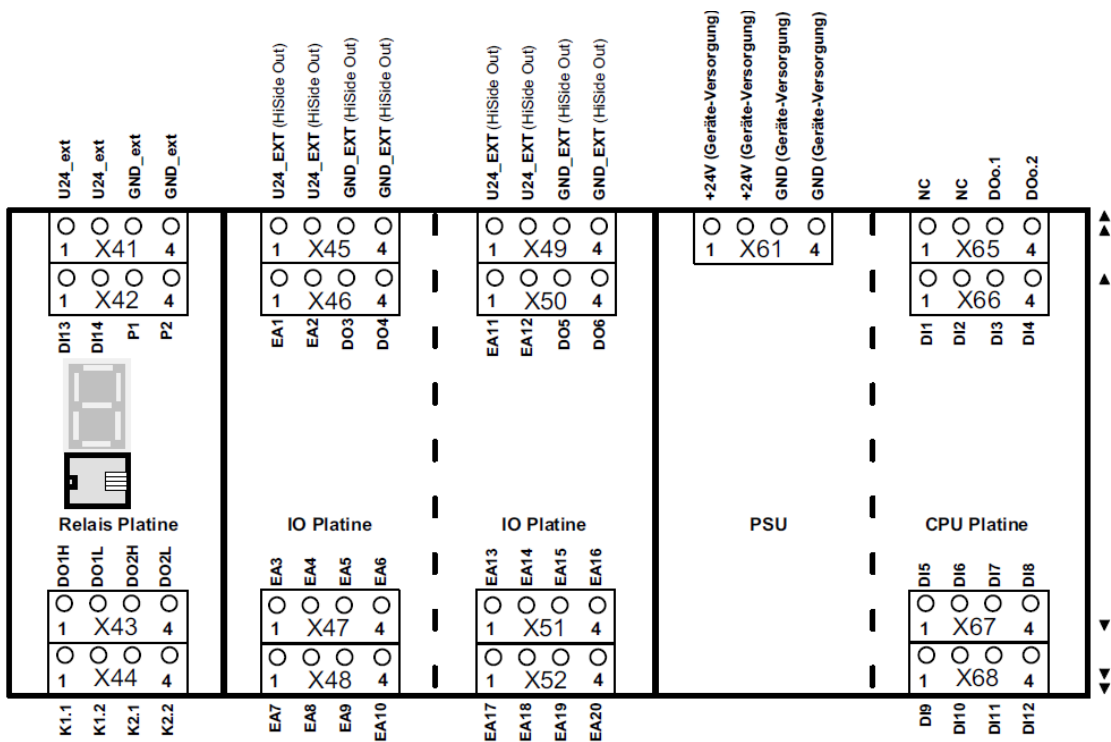 U24_ext
U24_ext
GND_ext
GND_ext
U24_EXT (HiSide Out)
U24_EXT (HiSide Out)
GND_EXT (HiSide Out)
GND_EXT (HiSide Out)
U24_EXT (HiSide Out)
U24_EXT (HiSide Out)
GND_EXT (HiSide Out)
GND_EXT (HiSide Out)
+24V (Geräte-Versorgung)
+24V (Geräte-Versorgung)
GND (Geräte-Versorgung)
GND (Geräte-Versorgung)
NC
NC
DOo.1
DOo.2
1 X41 4
1 X45 4
1 X49 4
1 X61 4
1 X65 4
1 X42 4
1 X46 4
1 X50 4
1 X66 4
DI13
DI14
P1
P2
EA1
EA2
DO3
DO4
EA11
EA12
DO5
DO6
DI1
DI2
DI3
DI4
Relais Platine
IO Platine
IO Platine
PSU
CPU Platine
DO1H
DO1L
DO2H
DO2L
EA3
EA4
EA5
EA6
EA13
EA14
EA15
EA16
DI5
DI6
DI7
DI8
1 X43 4
1 X47 4
1 X51 4
1 X67 4
1 X44 4
1 X48 4
1 X52 4
1 X68 4
K1.1
K1.2
K2.1
K2.2
EA7
EA8
EA9
EA10
EA17
EA18
EA19
EA20
DI9
DI10
DI11
DI12